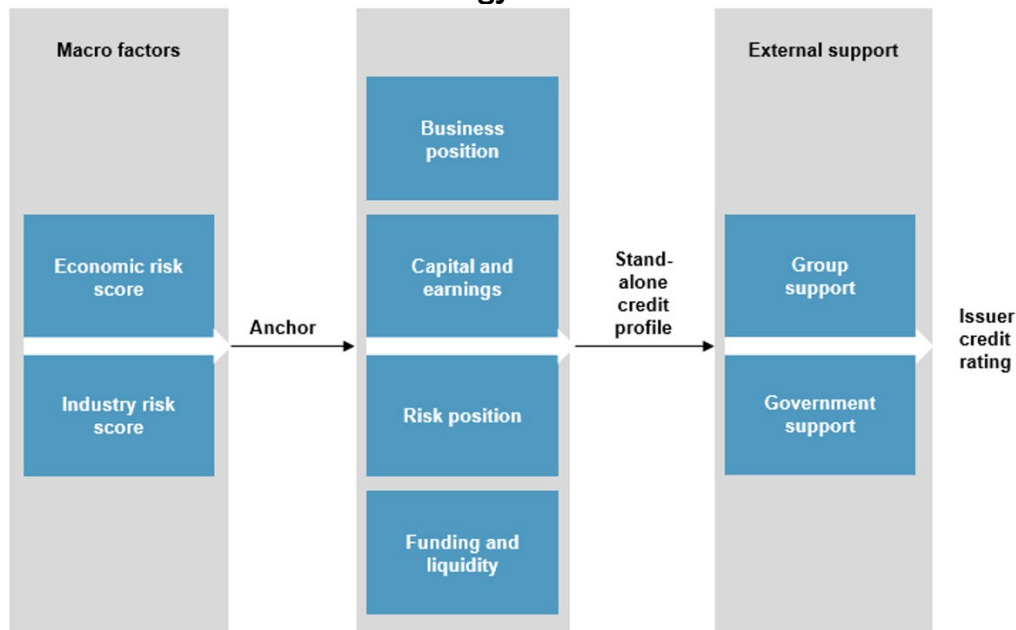 gy
Macro factors
Economic risk
score
Industry risk
score
Anchor
Business
position
Capital and
earnings
Risk position
Funding and
liquidity
Stand-
alone
credit
profile
External support
Group
support
Government
support
Issuer
credit
rating